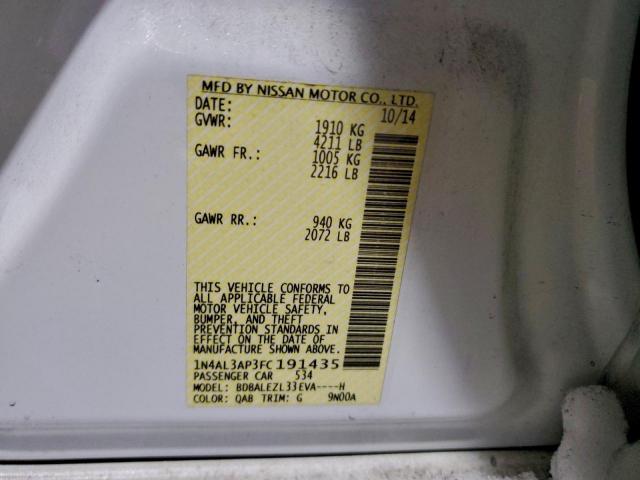 MFD BY NISSAN MOTOR CO., LTD.
DATE: 10/14
GVWR: 1910 KG
4211 LB
GAWR FR.: 1005 KG
2216 LB
GAWR RR.: 940 KG
2072 LB
THIS VEHICLE CONFORMS TO
ALL APPLICABLE FEDERAL
MOTOR VEHICLE SAFETY,
BUMPER, AND THEFT
PREVENTION STANDARDS IN
EFFECT ON THE DATE OF
MANUFACTURE SHOWN ABOVE.
1N4AL3AP3FC191435
PASSENGER CAR 534
MODEL: BDBALEZL33EVA----H
COLOR: QAB TRIM: G 9N00A